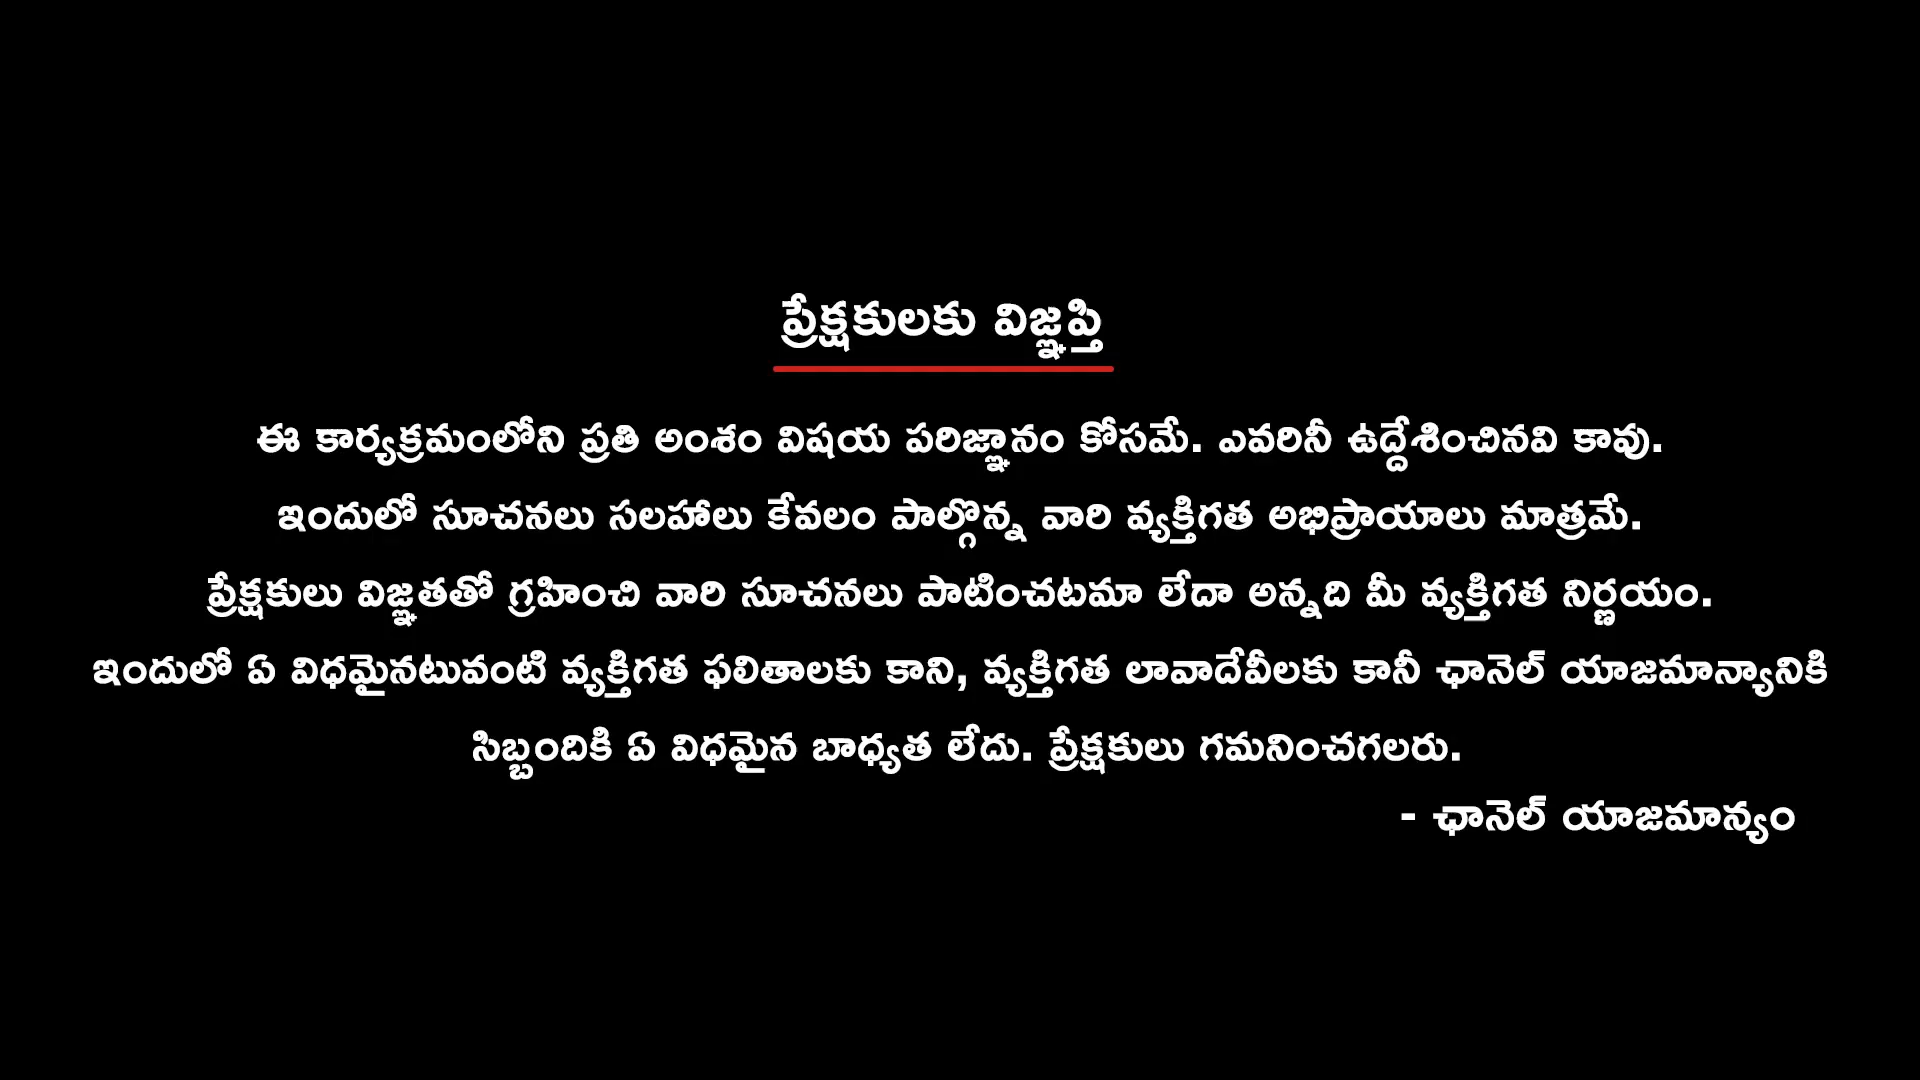 ప్రేక్షకులకు విజ్ఞప్తి
ఈ కార్యక్రమంలోని ప్రతి అంశం విషయ పరిజ్ఞానం కోసమే. ఎవరినీ ఉద్దేశించినవి కావు.
ఇందులో సూచనలు సలహాలు కేవలం పాల్గొన్న వారి వ్యక్తిగత అభిప్రాయాలు మాత్రమే.
ప్రేక్షకులు విజ్ఞతతో గ్రహించి వారి సూచనలు పాటించటమా లేదా అన్నది మీ వ్యక్తిగత నిర్ణయం.
ఇందులో ఏ విధమైనటువంటి వ్యక్తిగత ఫలితాలకు కాని, వ్యక్తిగత లావాదేవీలకు కానీ ఛానెల్ యాజమాన్యానికి
సిబ్బందికి ఏ విధమైన బాధ్యత లేదు. ప్రేక్షకులు గమనించగలరు.
- ఛానెల్ యాజమాన్యం